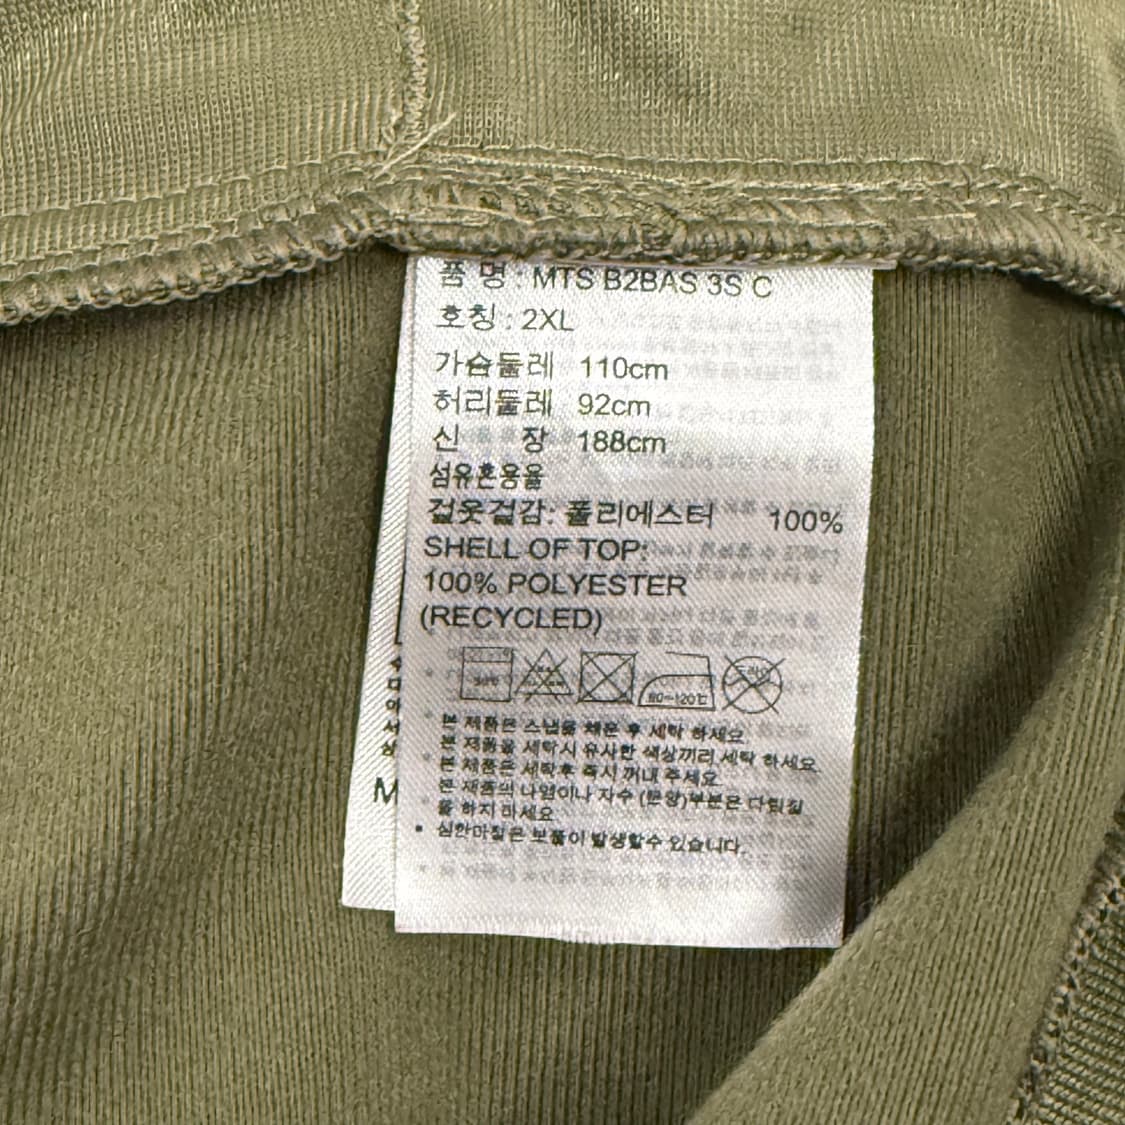 품 명 : MTS B2BAS 3S C
호칭 : 2XL
가슴둘레 110cm
허리둘레 92cm
신 장 188cm
섬유혼용율
겉옷겉감: 폴리에스터 100%
SHELL OF TOP:
100% POLYESTER
(RECYCLED)
80~120℃
본 제품은 스냅을 채운 후 세탁 하세요.
본 제품을 세탁시 유사한 색상끼리 세탁 하세요.
본 제품은 세탁후 즉시 꺼내 주세요.
본 제품의 나염이나 자수 (문양)부분은 다림질
을 하지 마세요
• 심한마찰은 보풀이 발생할수 있습니다.
M